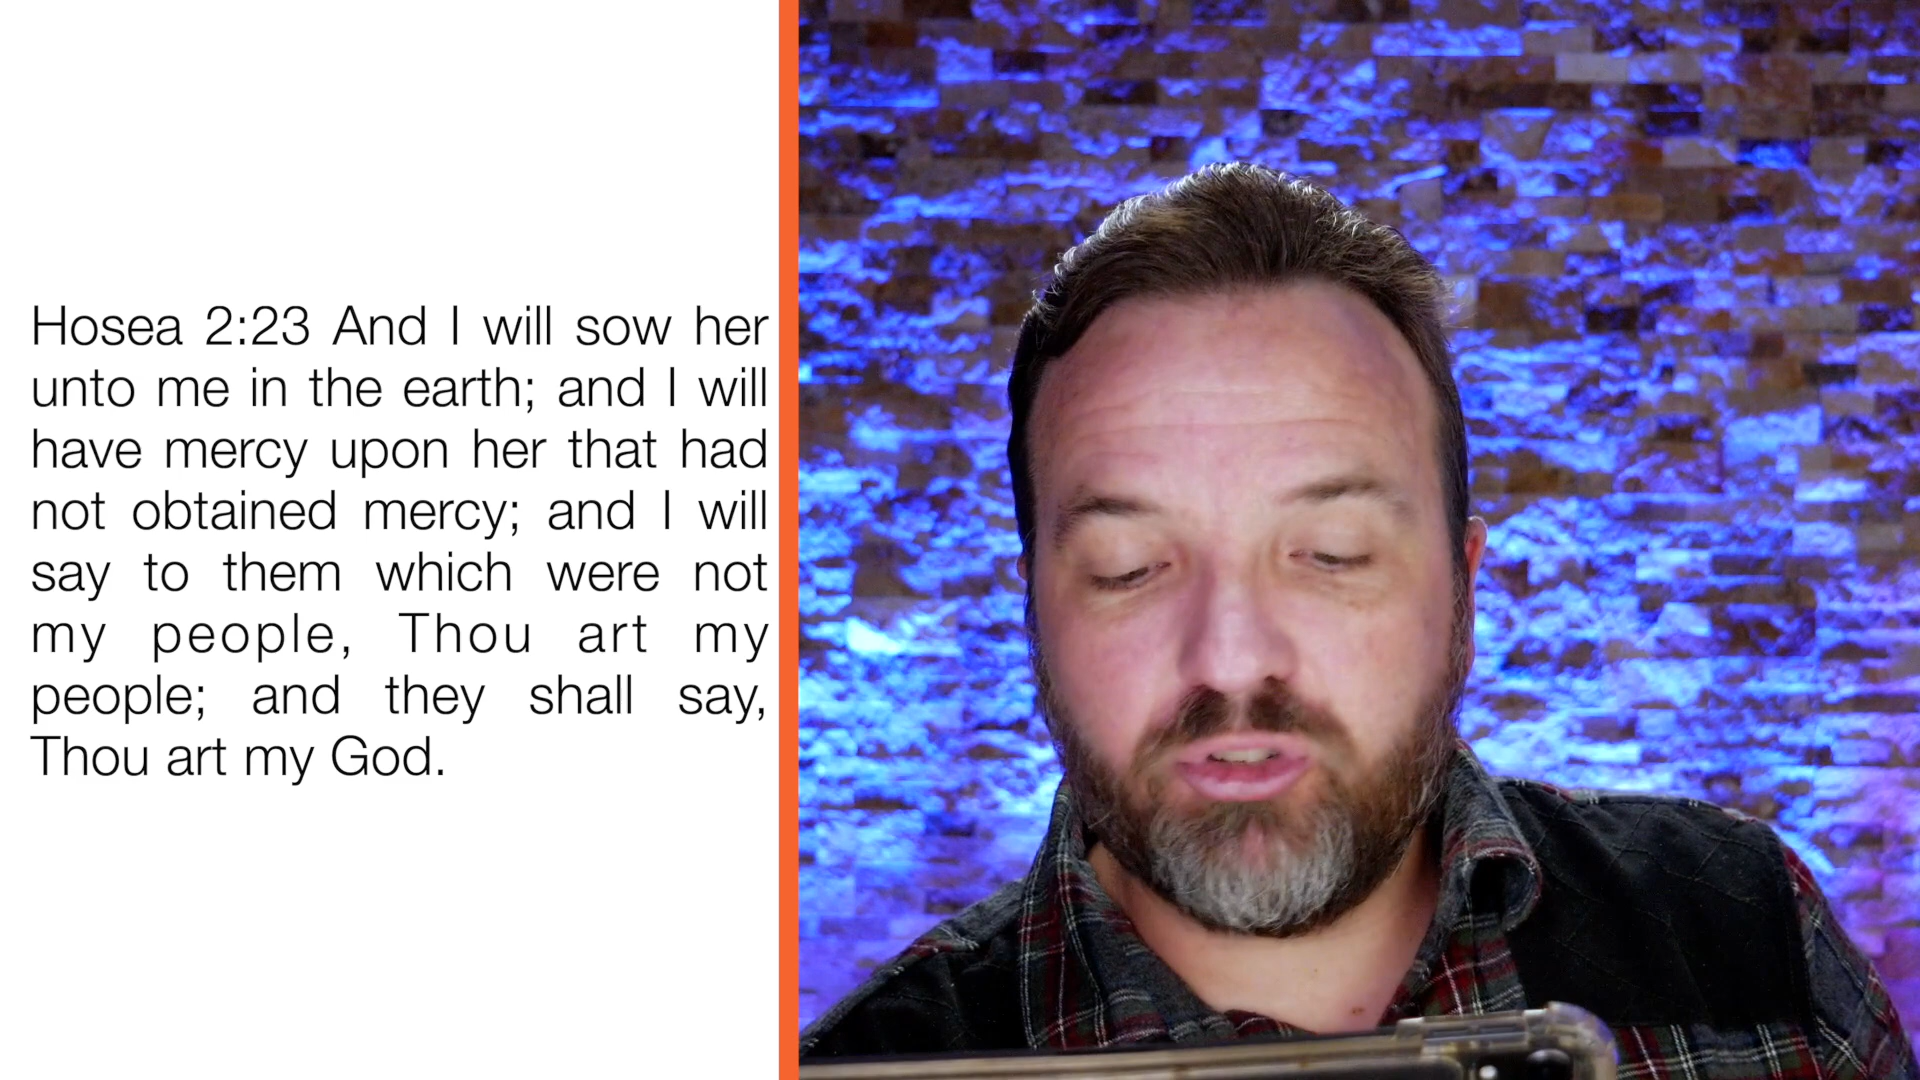 Hosea 2:23 And I will sow her
unto me in the earth; and I will
have mercy upon her that had
not obtained mercy; and I will
say to them which were not
my people, Thou art my
people; and they shall say,
Thou art my God.